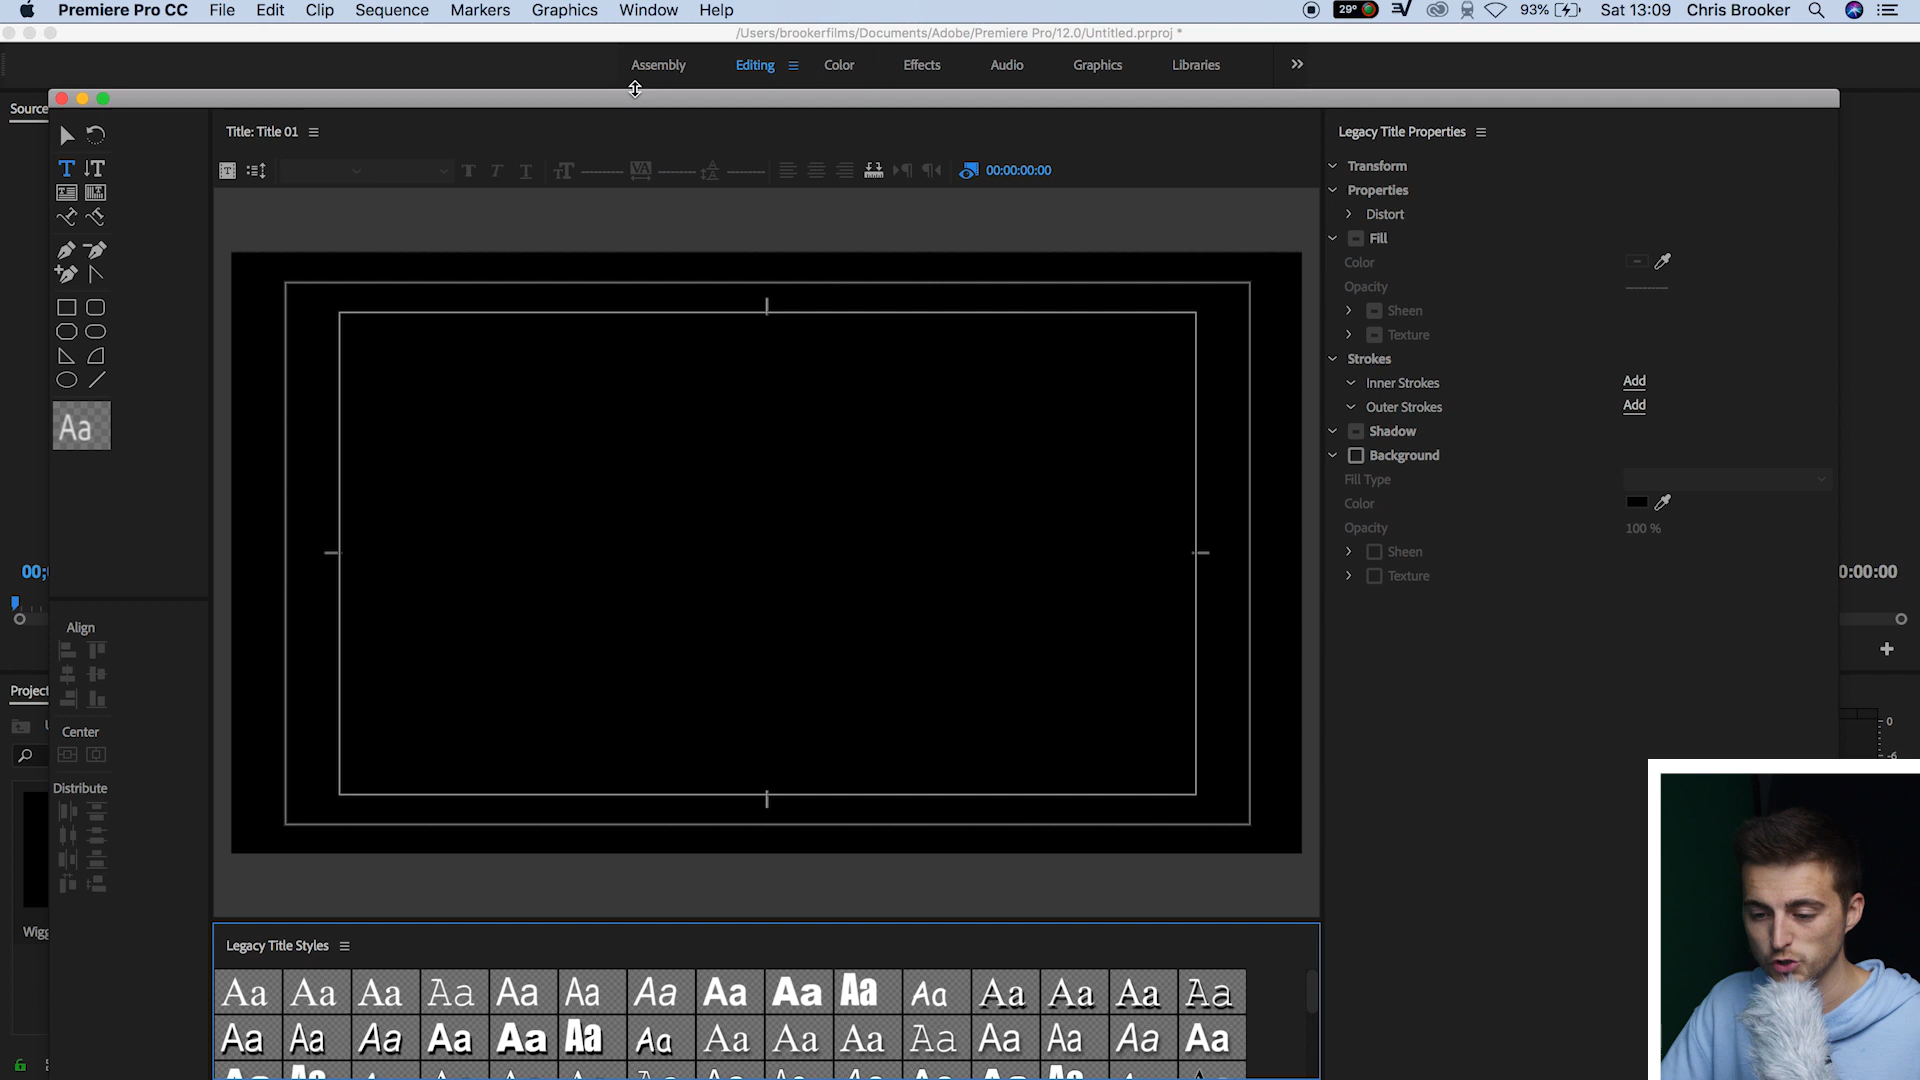 Premiere Pro CC File Edit Clip Sequence Markers Graphics Window Help 29° 93% Sat 13:09 Chris Brooker
/Users/brookerfilms/Documents/Adobe/Premiere Pro/12.0/Untitled.prproj *
Assembly Editing Color Effects Audio Graphics Libraries
Source
Title: Title 01
00:00:00:00
Legacy Title Properties
Transform
Properties
Distort
Fill
Color
Opacity
Sheen
Texture
Strokes
Inner Strokes Add
Outer Strokes Add
Shadow
Background
Fill Type
Color
Opacity 100 %
Sheen
Texture
Aa
00;
0:00:00
Align
Project
Center
Distribute
Wigg
0
-6
Legacy Title Styles
Aa Aa Aa Aa Aa Aa Aa Aa Aa Aa Aa Aa Aa Aa Aa
Aa Aa Aa Aa Aa Aa Aa Aa Aa Aa Aa Aa Aa Aa Aa